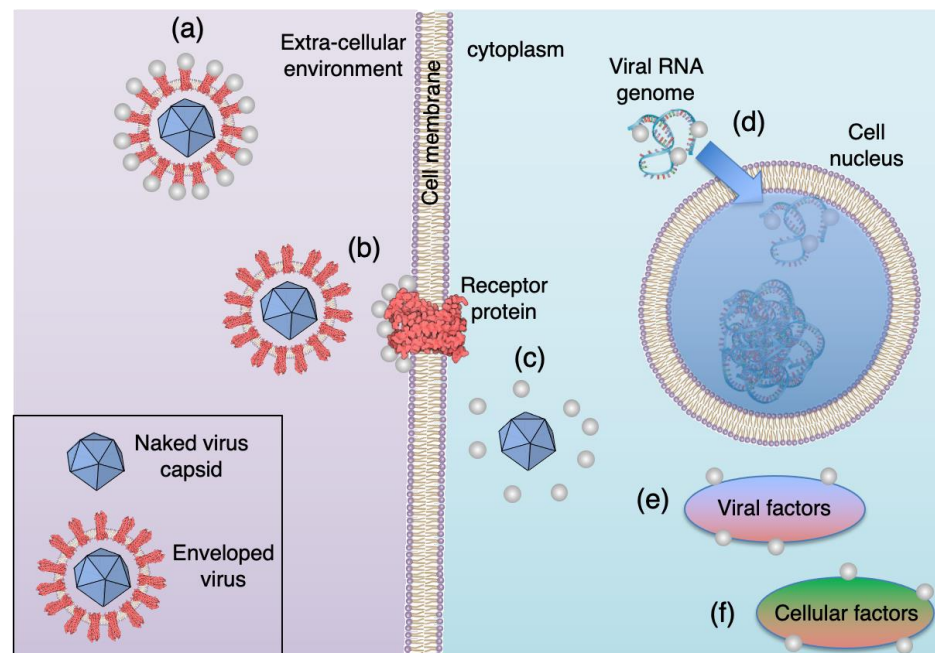 (a)
Extra-cellular
environment
Cell membrane
cytoplasm
Viral RNA
genome
(d)
Cell
nucleus
(b)
Receptor
protein
(c)
Naked virus
capsid
Enveloped
virus
(e)
Viral factors
(f)
Cellular factors